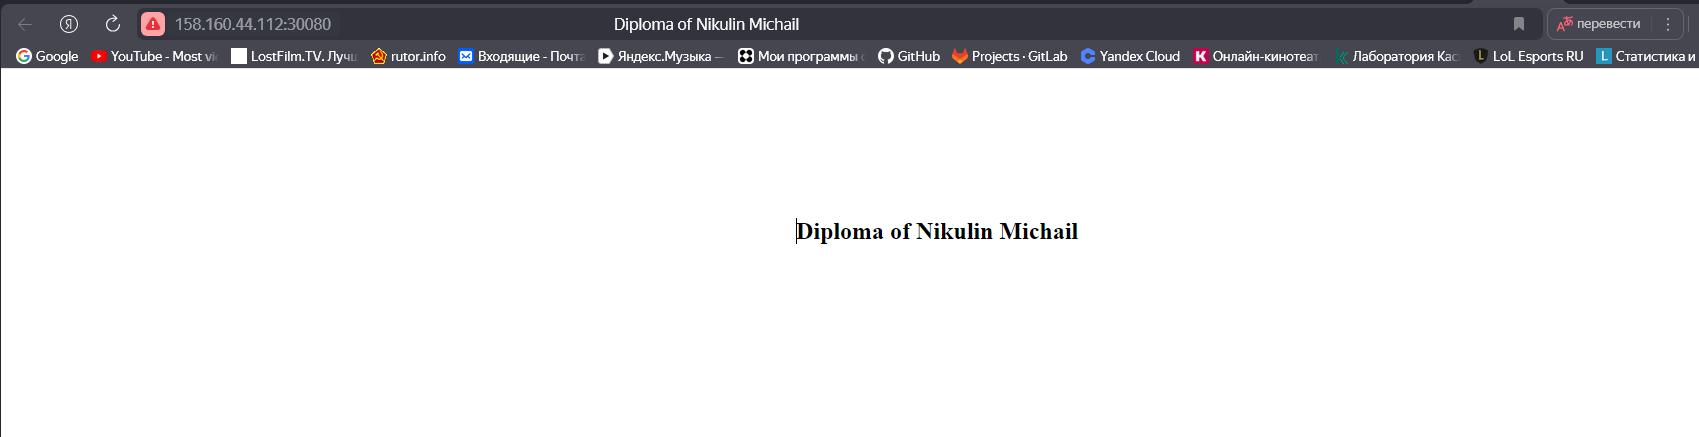 Я 158.160.44.112:30080 Diploma of Nikulin Michail перевести
Google YouTube - Most vi LostFilm.TV. Лучш rutor.info Входящие - Почта Яндекс.Музыка — Мои программы GitHub Projects · GitLab Yandex Cloud Онлайн-кинотеат Лаборатория Кас LoL Esports RU Статистика и
Diploma of Nikulin Michail